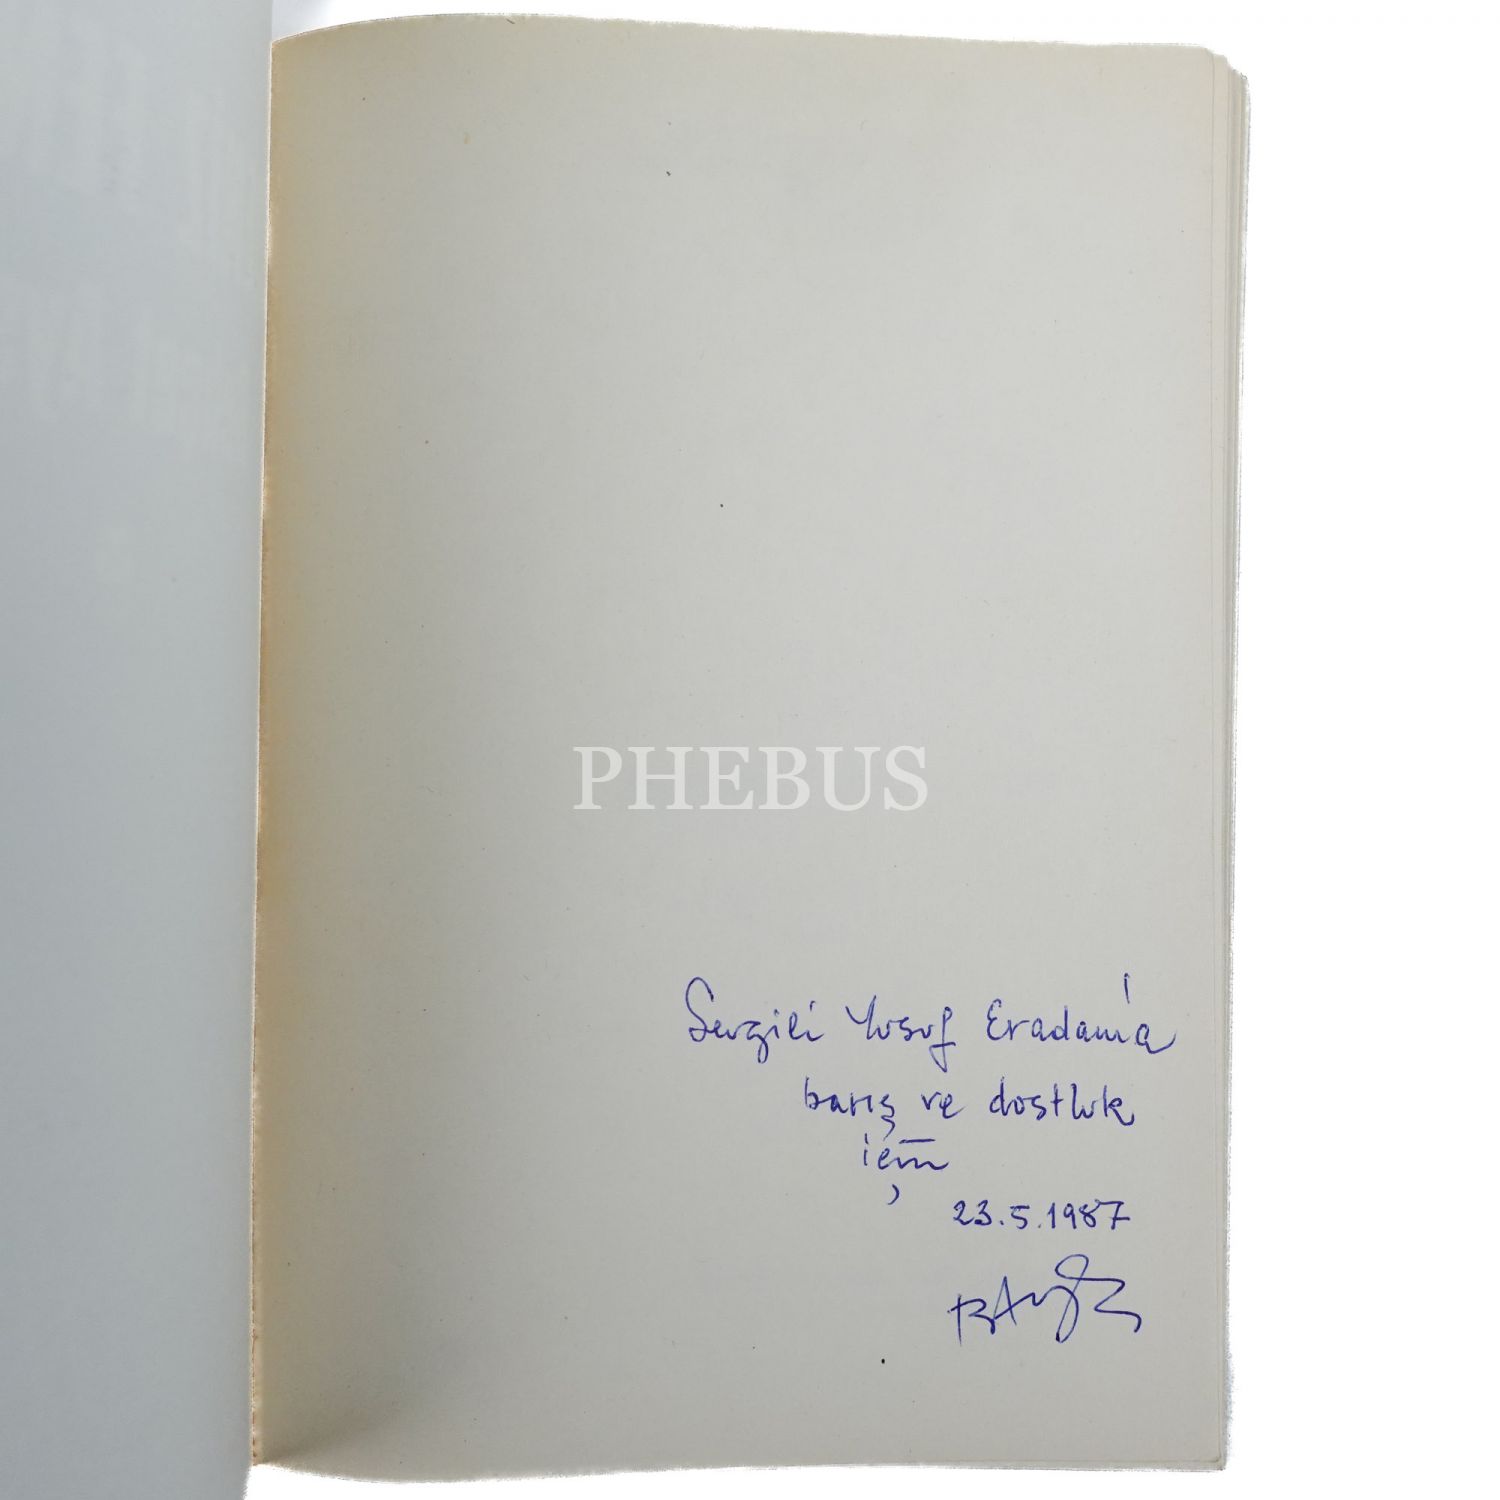 PHEBUS
Sevgili Yusuf Eradam'a
barış ve dostluk
için
23.5.1987